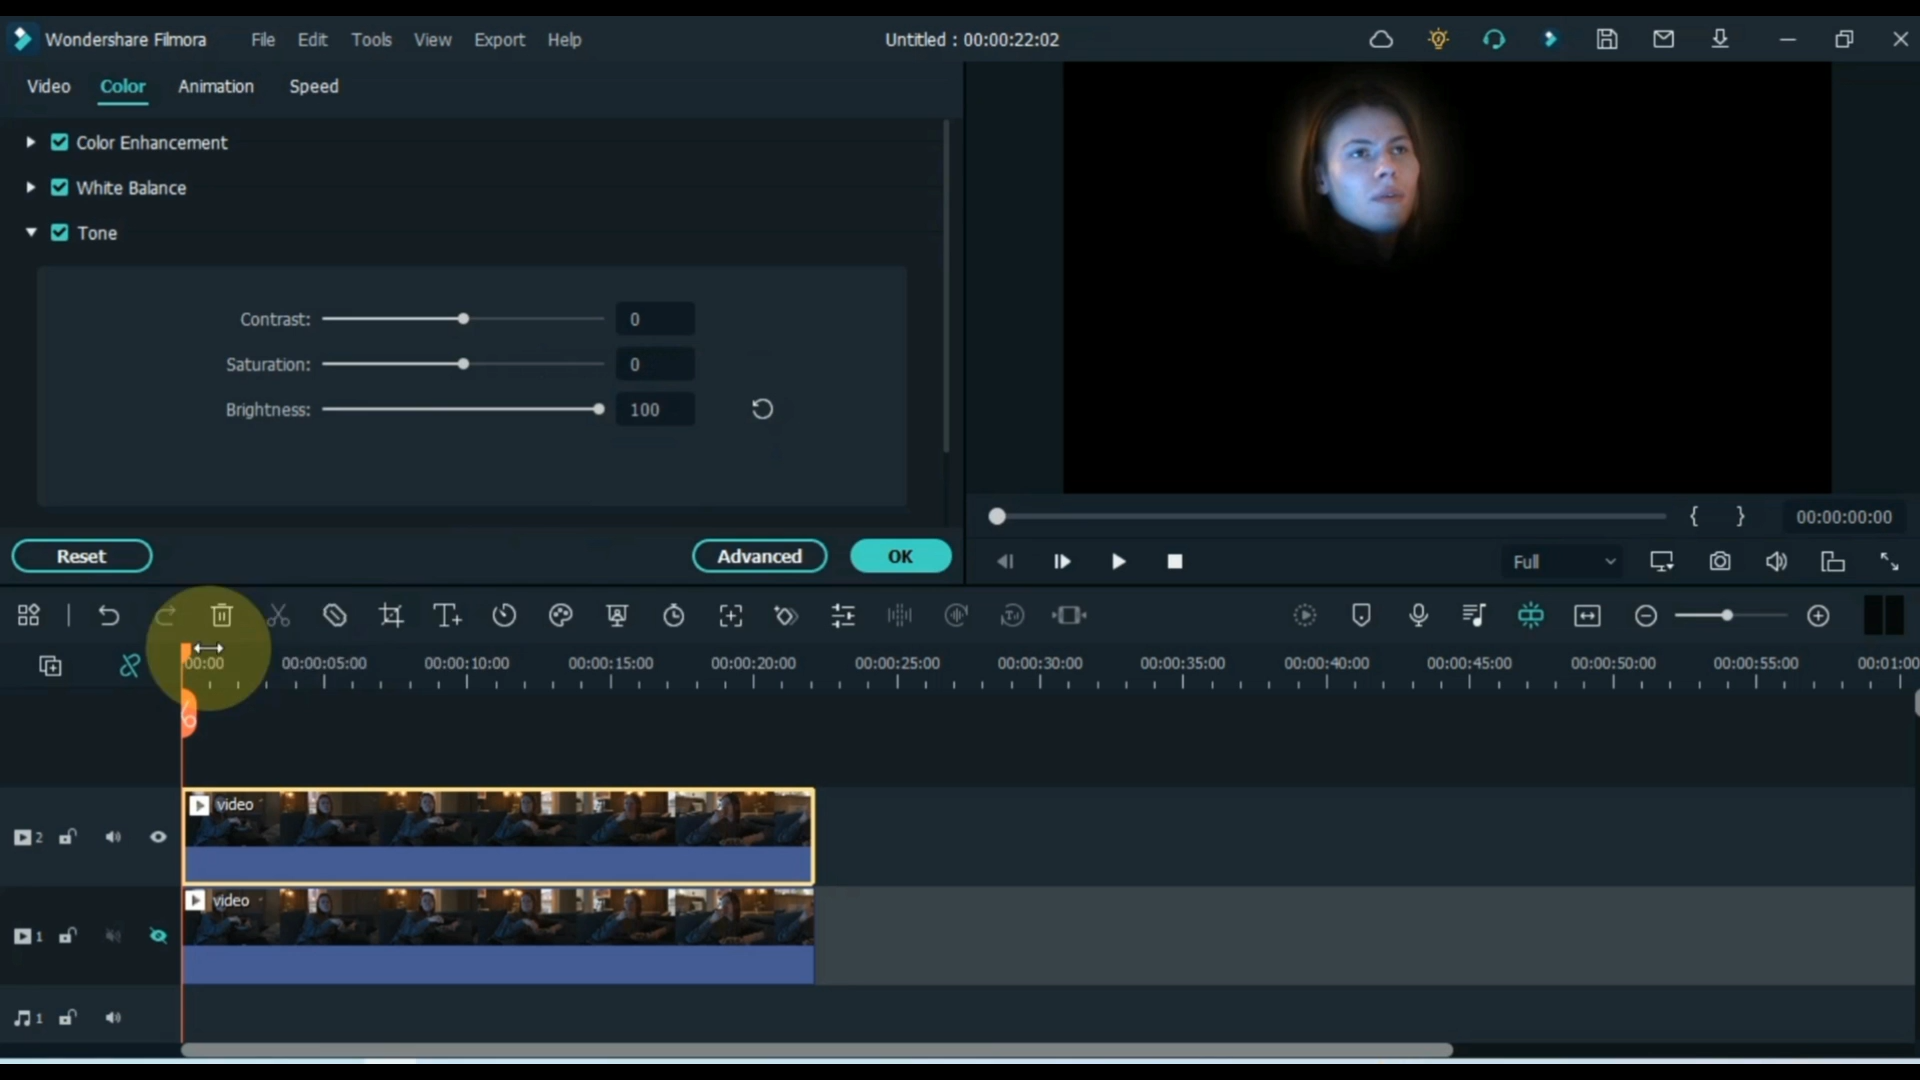 Wondershare Filmora File Edit Tools View Export Help Untitled : 00:00:22:02
Video Color Animation Speed
Color Enhancement
White Balance
Tone
Contrast: 0
Saturation: 0
Brightness: 100
00:00:00:00
Reset Advanced OK
Full
00:00 00:00:05:00 00:00:10:00 00:00:15:00 00:00:20:00 00:00:25:00 00:00:30:00 00:00:35:00 00:00:40:00 00:00:45:00 00:00:50:00 00:00:55:00 00:01:00
video
2
video
1
1